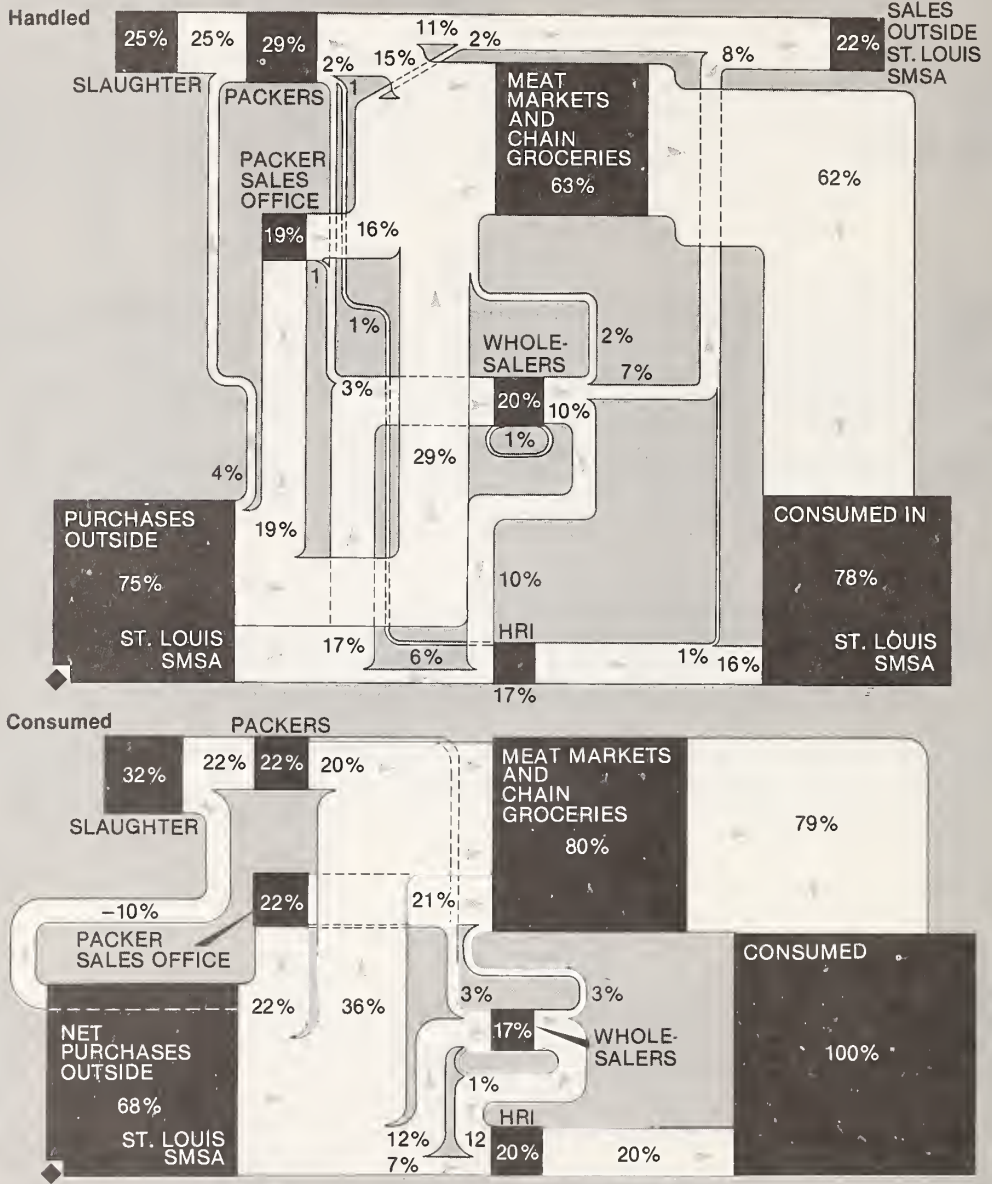 Handled
SALES
OUTSIDE
ST. LOUIS
SMSA
25%
25%
29%
2%
15%
11%
2%
8%
22%
SLAUGHTER
PACKERS
1
MEAT
MARKETS
AND
CHAIN
GROCERIES
63%
62%
PACKER
SALES
OFFICE
19%
16%
1
1%
3%
WHOLE-
SALERS
20%
2%
7%
10%
1%
29%
4%
PURCHASES
OUTSIDE
75%
ST. LOUIS
SMSA
19%
10%
CONSUMED IN
78%
ST. LOUIS
SMSA
HRI
17%
6%
1%
16%
17%
Consumed
PACKERS
32%
22%
22%
20%
SLAUGHTER
MEAT MARKETS
AND
CHAIN
GROCERIES
80%
79%
22%
21%
–10%
PACKER
SALES OFFICE
22%
36%
3%
3%
CONSUMED
100%
17%
WHOLE-
SALERS
NET
PURCHASES
OUTSIDE
68%
ST. LOUIS
SMSA
1%
HRI
12%
7%
12
20%
20%